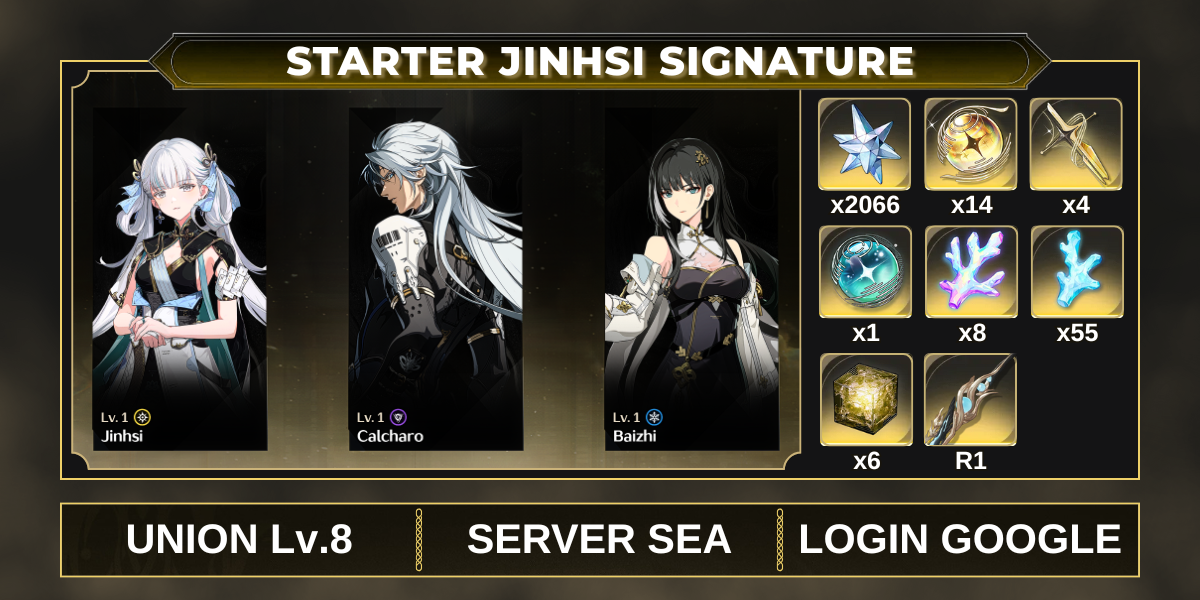 STARTER JINHSI SIGNATURE
Lv. 1
Jinhsi
Lv. 1
Calcharo
Lv. 1
Baizhi
x2066
x14
x4
x1
x8
x55
x6
R1
UNION Lv.8
SERVER SEA
LOGIN GOOGLE